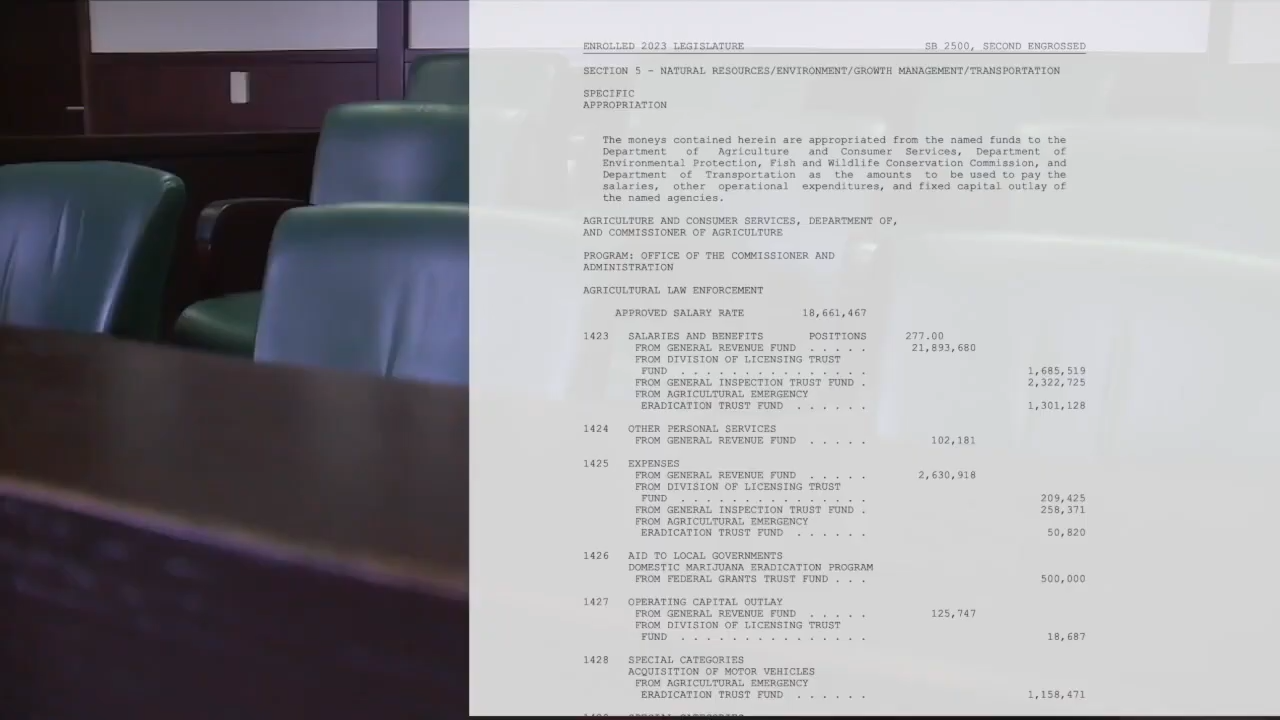 ENROLLED 2023 LEGISLATURE SB 2500, SECOND ENGROSSED
SECTION 5 - NATURAL RESOURCES/ENVIRONMENT/GROWTH MANAGEMENT/TRANSPORTATION
SPECIFIC
APPROPRIATION
The moneys contained herein are appropriated from the named funds to the
Department of Agriculture and Consumer Services, Department of
Environmental Protection, Fish and Wildlife Conservation Commission, and
Department of Transportation as the amounts to be used to pay the
salaries, other operational expenditures, and fixed capital outlay of
the named agencies.
AGRICULTURE AND CONSUMER SERVICES, DEPARTMENT OF,
AND COMMISSIONER OF AGRICULTURE
PROGRAM: OFFICE OF THE COMMISSIONER AND
ADMINISTRATION
AGRICULTURAL LAW ENFORCEMENT
APPROVED SALARY RATE 18,661,467
1423 SALARIES AND BENEFITS POSITIONS 277.00
FROM GENERAL REVENUE FUND . . . . . 21,893,680
FROM DIVISION OF LICENSING TRUST
FUND . . . . . . . . . . . . . . . 1,685,519
FROM GENERAL INSPECTION TRUST FUND . 2,322,725
FROM AGRICULTURAL EMERGENCY
ERADICATION TRUST FUND . . . . . . 1,301,128
1424 OTHER PERSONAL SERVICES
FROM GENERAL REVENUE FUND . . . . . 102,181
1425 EXPENSES
FROM GENERAL REVENUE FUND . . . . . 2,630,918
FROM DIVISION OF LICENSING TRUST
FUND . . . . . . . . . . . . . . . 209,425
FROM GENERAL INSPECTION TRUST FUND . 258,371
FROM AGRICULTURAL EMERGENCY
ERADICATION TRUST FUND . . . . . . 50,820
1426 AID TO LOCAL GOVERNMENTS
DOMESTIC MARIJUANA ERADICATION PROGRAM
FROM FEDERAL GRANTS TRUST FUND . . . 500,000
1427 OPERATING CAPITAL OUTLAY
FROM GENERAL REVENUE FUND . . . . . 125,747
FROM DIVISION OF LICENSING TRUST
FUND . . . . . . . . . . . . . . . 18,687
1428 SPECIAL CATEGORIES
ACQUISITION OF MOTOR VEHICLES
FROM AGRICULTURAL EMERGENCY
ERADICATION TRUST FUND . . . . . . 1,158,471